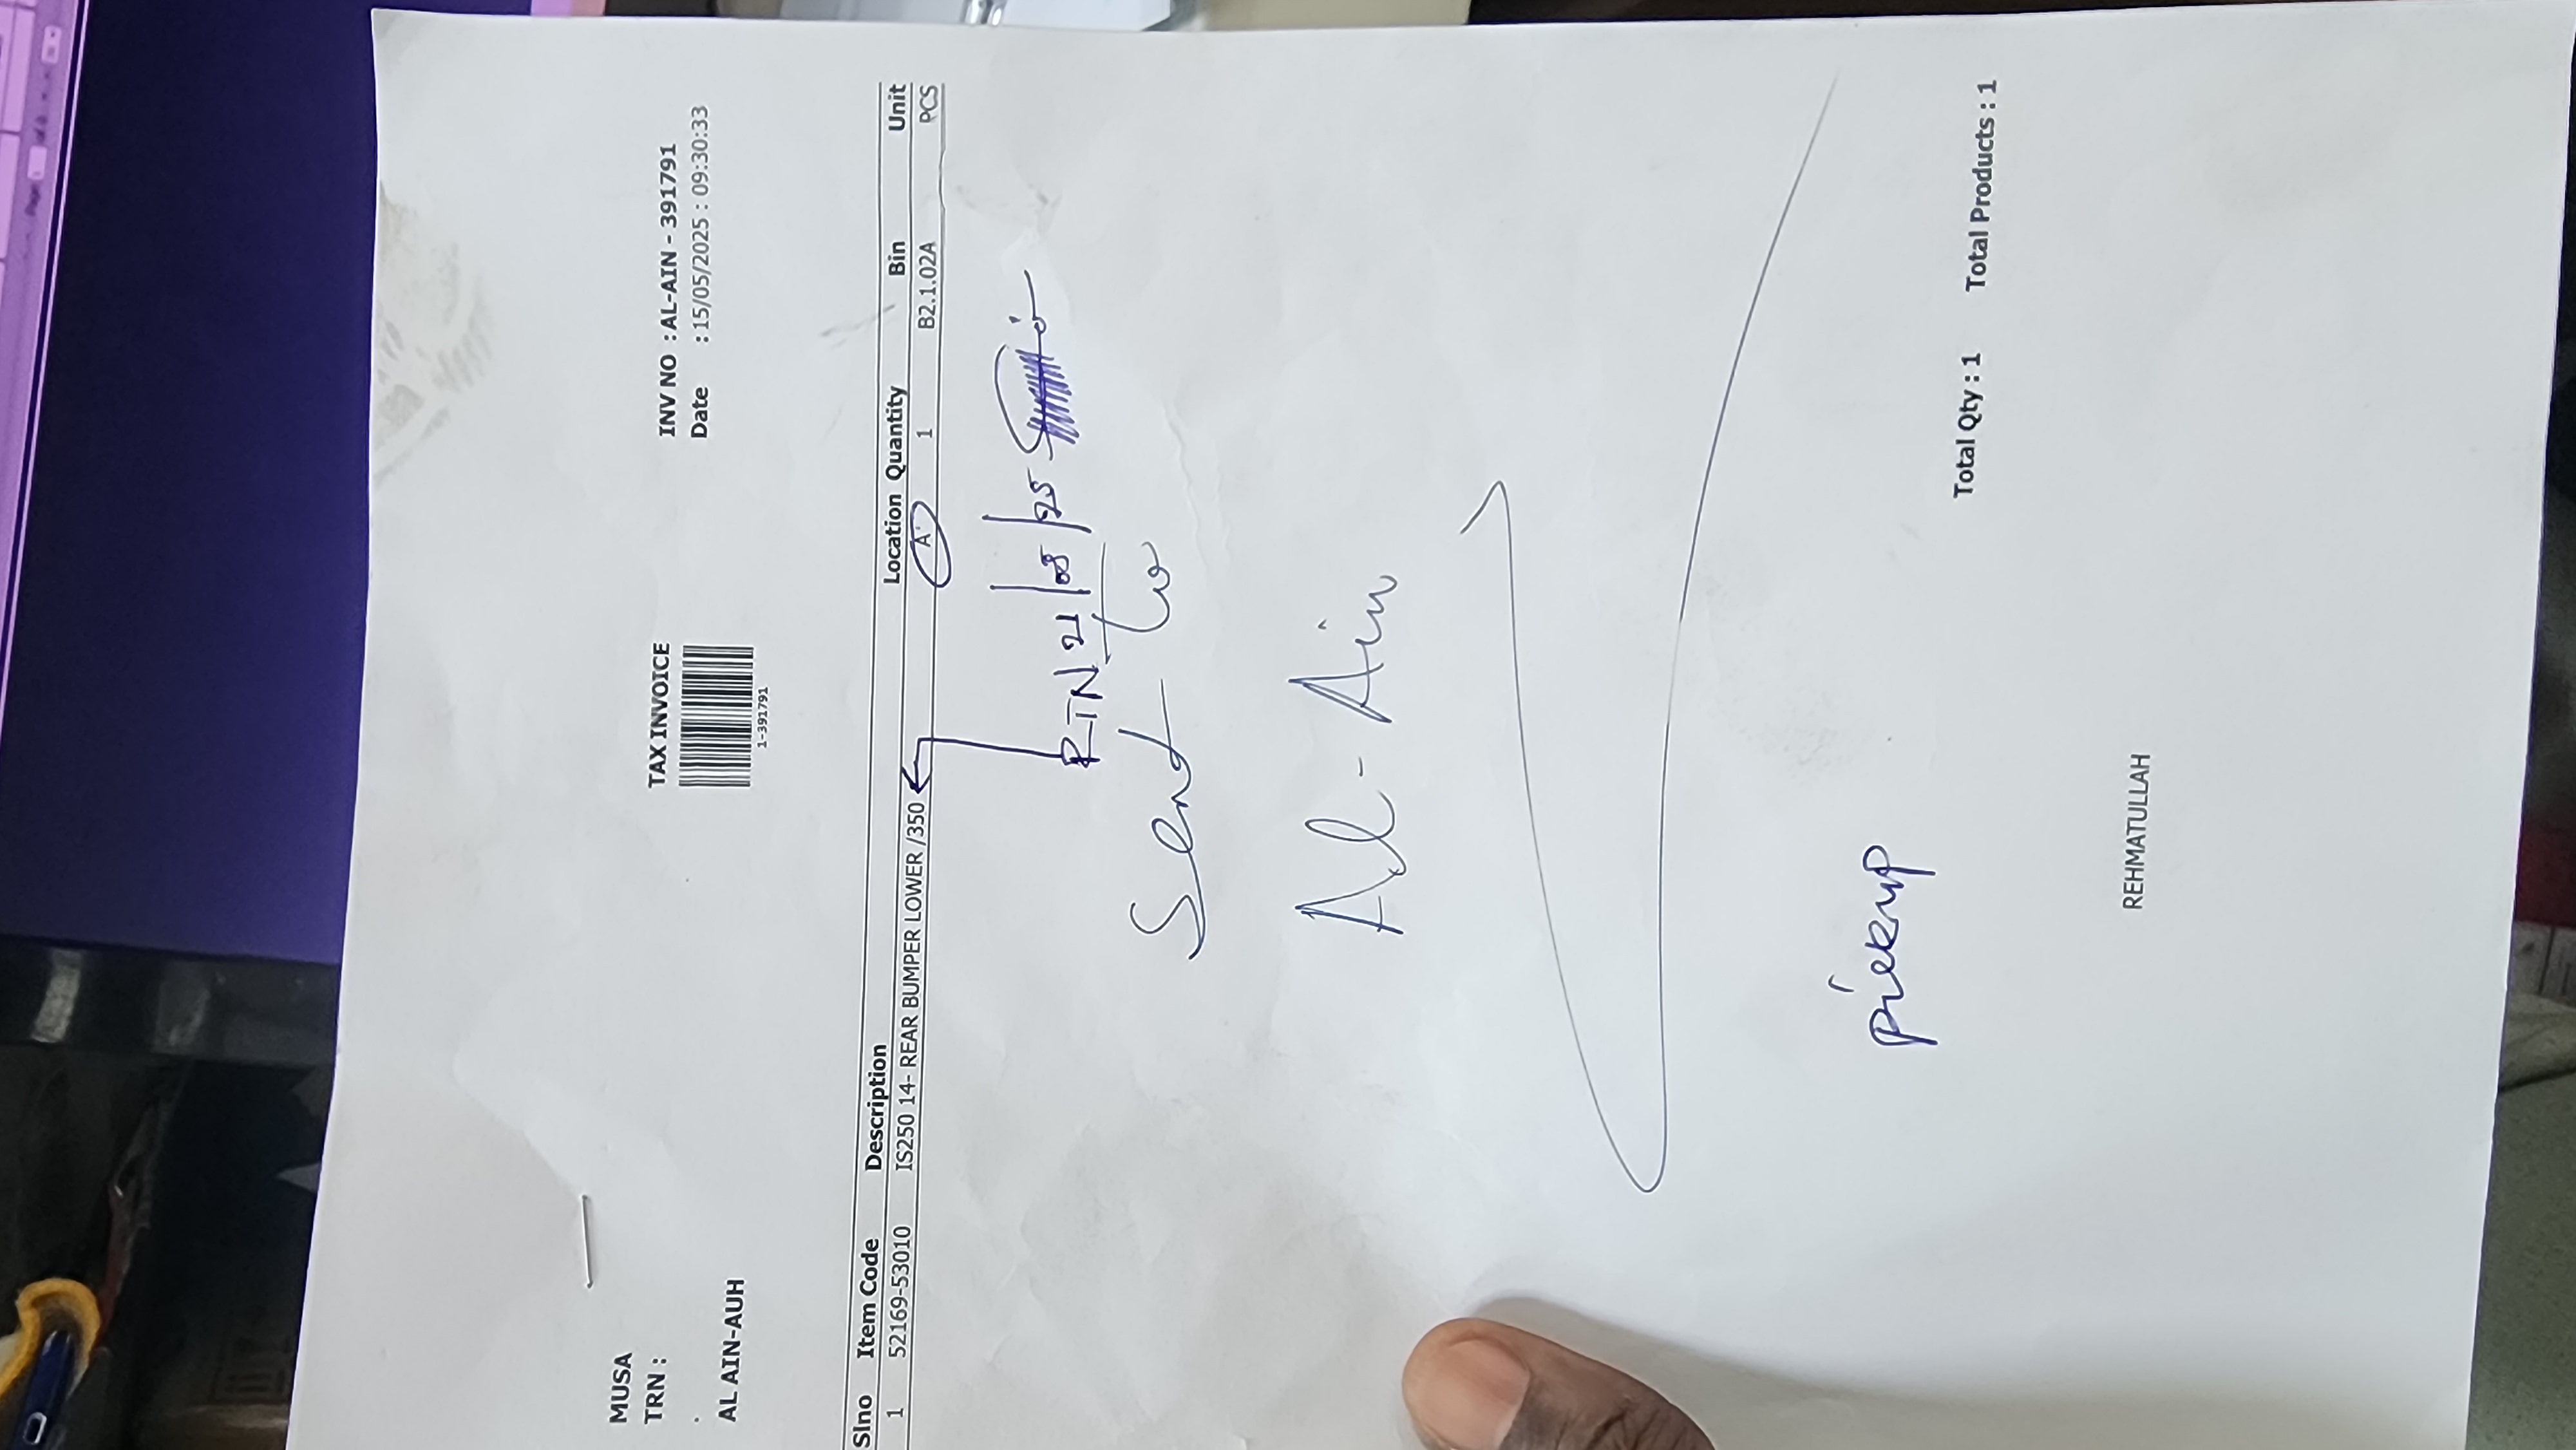 TAX INVOICE
MUSA
TRN :
INV NO : AL-AIN - 391791
Date : 15/05/2025 : 09:30:33
.
AL AIN-AUH
1-391791
Slno Item Code Description Location Quantity Bin Unit
1 52169-53010 IS250 14- REAR BUMPER LOWER /350 A 1 B2.1.02A PCS
RTN 21/08/25
Send to
Al-Ain
pickup
Total Qty : 1 Total Products : 1
REHMATULLAH